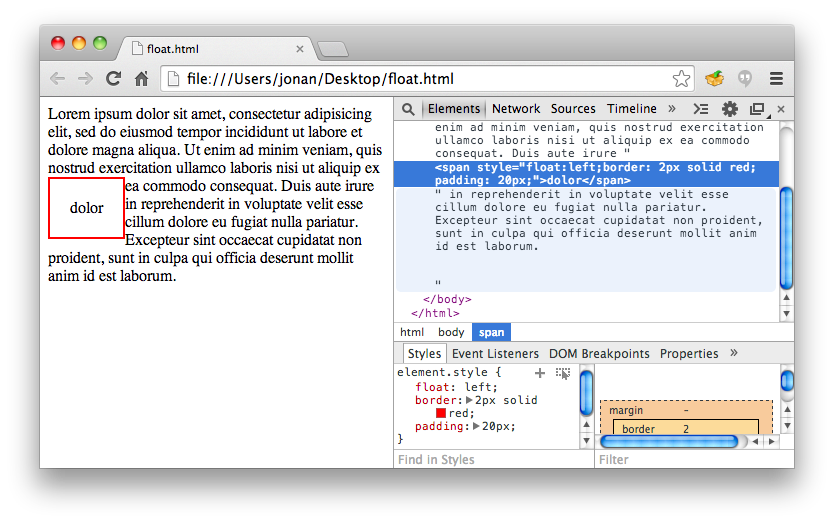 float.html
file:///Users/jonan/Desktop/float.html
Lorem ipsum dolor sit amet, consectetur adipisicing
elit, sed do eiusmod tempor incididunt ut labore et
dolore magna aliqua. Ut enim ad minim veniam, quis
nostrud exercitation ullamco laboris nisi ut aliquip ex
ea commodo consequat. Duis aute irure
dolor
in reprehenderit in voluptate velit esse
cillum dolore eu fugiat nulla pariatur.
Excepteur sint occaecat cupidatat non
proident, sunt in culpa qui officia deserunt mollit
anim id est laborum.
Elements Network Sources Timeline »
enim ad minim veniam, quis nostrud exercitation
ullamco laboris nisi ut aliquip ex ea commodo
consequat. Duis aute irure "
<span style="float:left;border: 2px solid red;
padding: 20px;">dolor</span>
" in reprehenderit in voluptate velit esse
cillum dolore eu fugiat nulla pariatur.
Excepteur sint occaecat cupidatat non proident,
sunt in culpa qui officia deserunt mollit anim
id est laborum.
"
</body>
</html>
html body span
Styles Event Listeners DOM Breakpoints Properties »
element.style {
float: left;
border: 2px solid
red;
padding: 20px;
}
Find in Styles
margin -
border 2
Filter